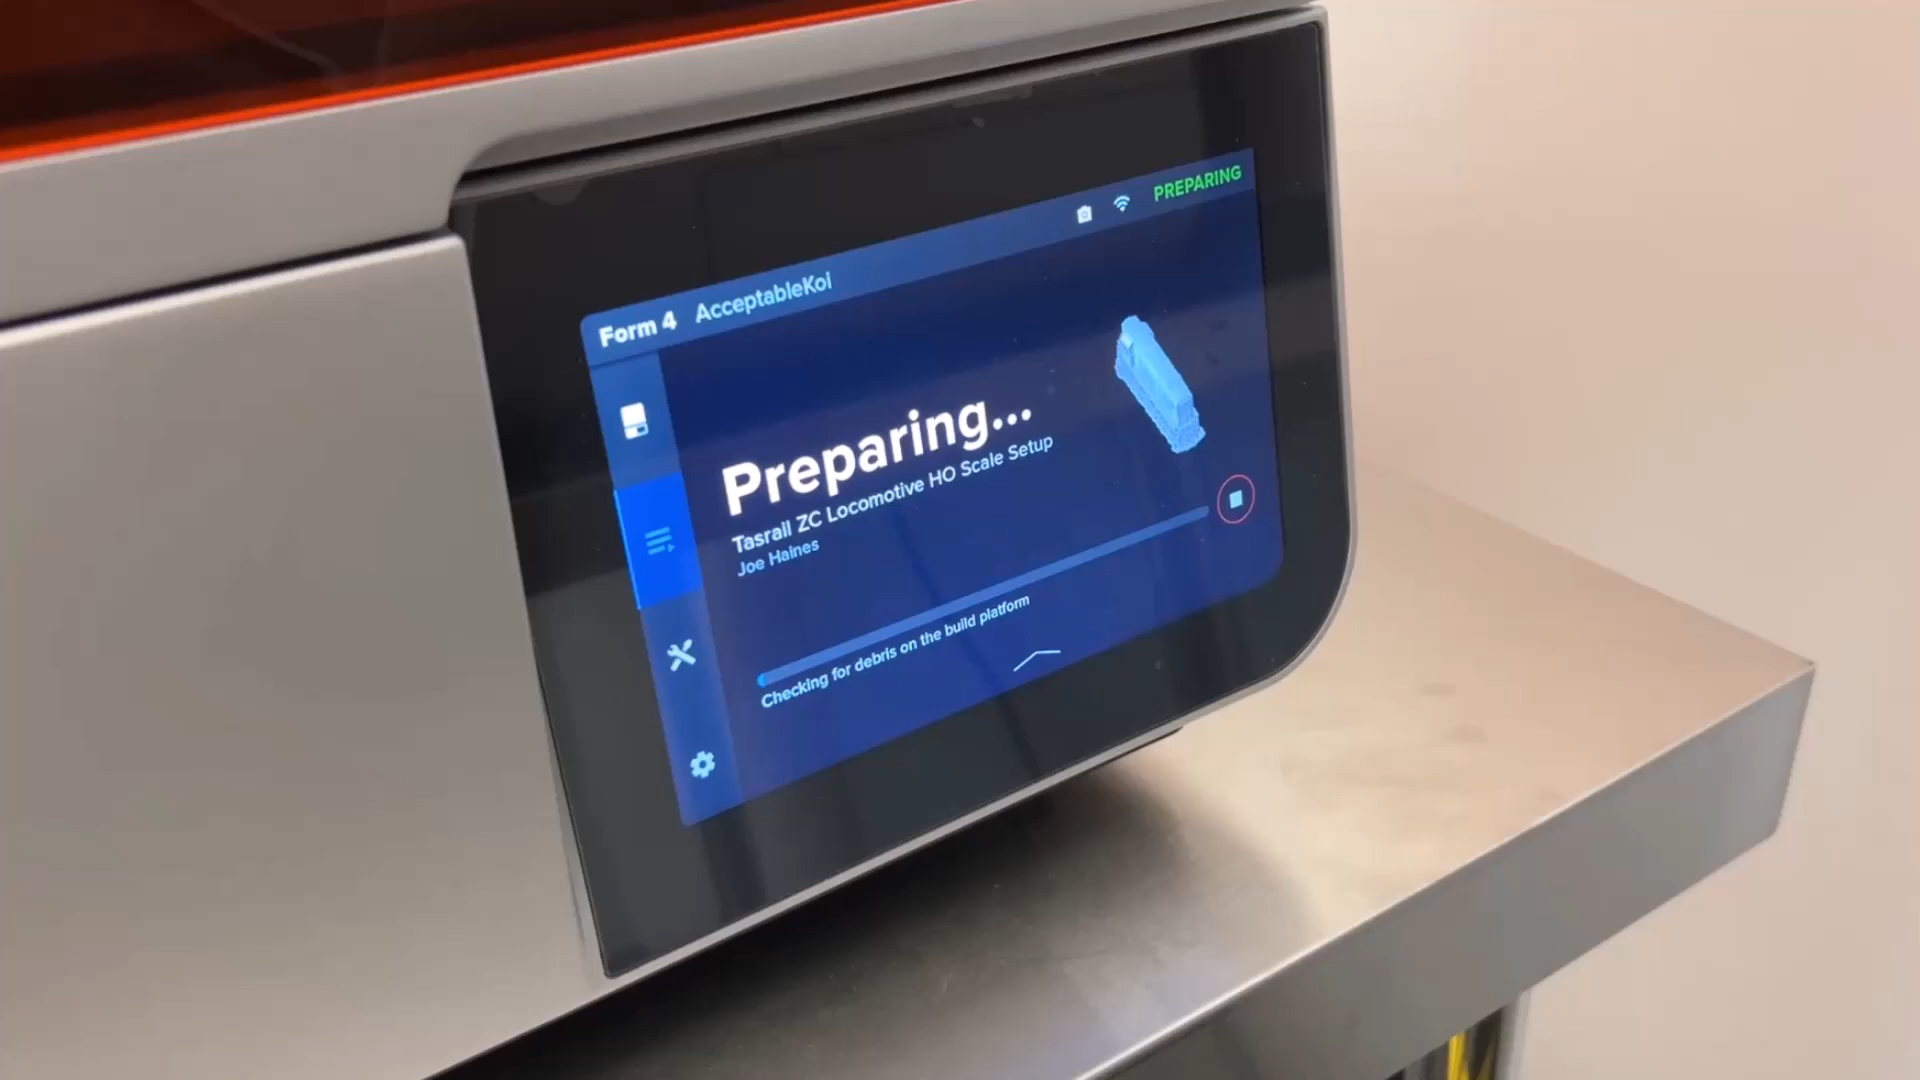 Form 4 AcceptableKoi PREPARING
Preparing...
Tasrail ZC Locomotive HO Scale Setup
Joe Haines
Checking for debris on the build platform